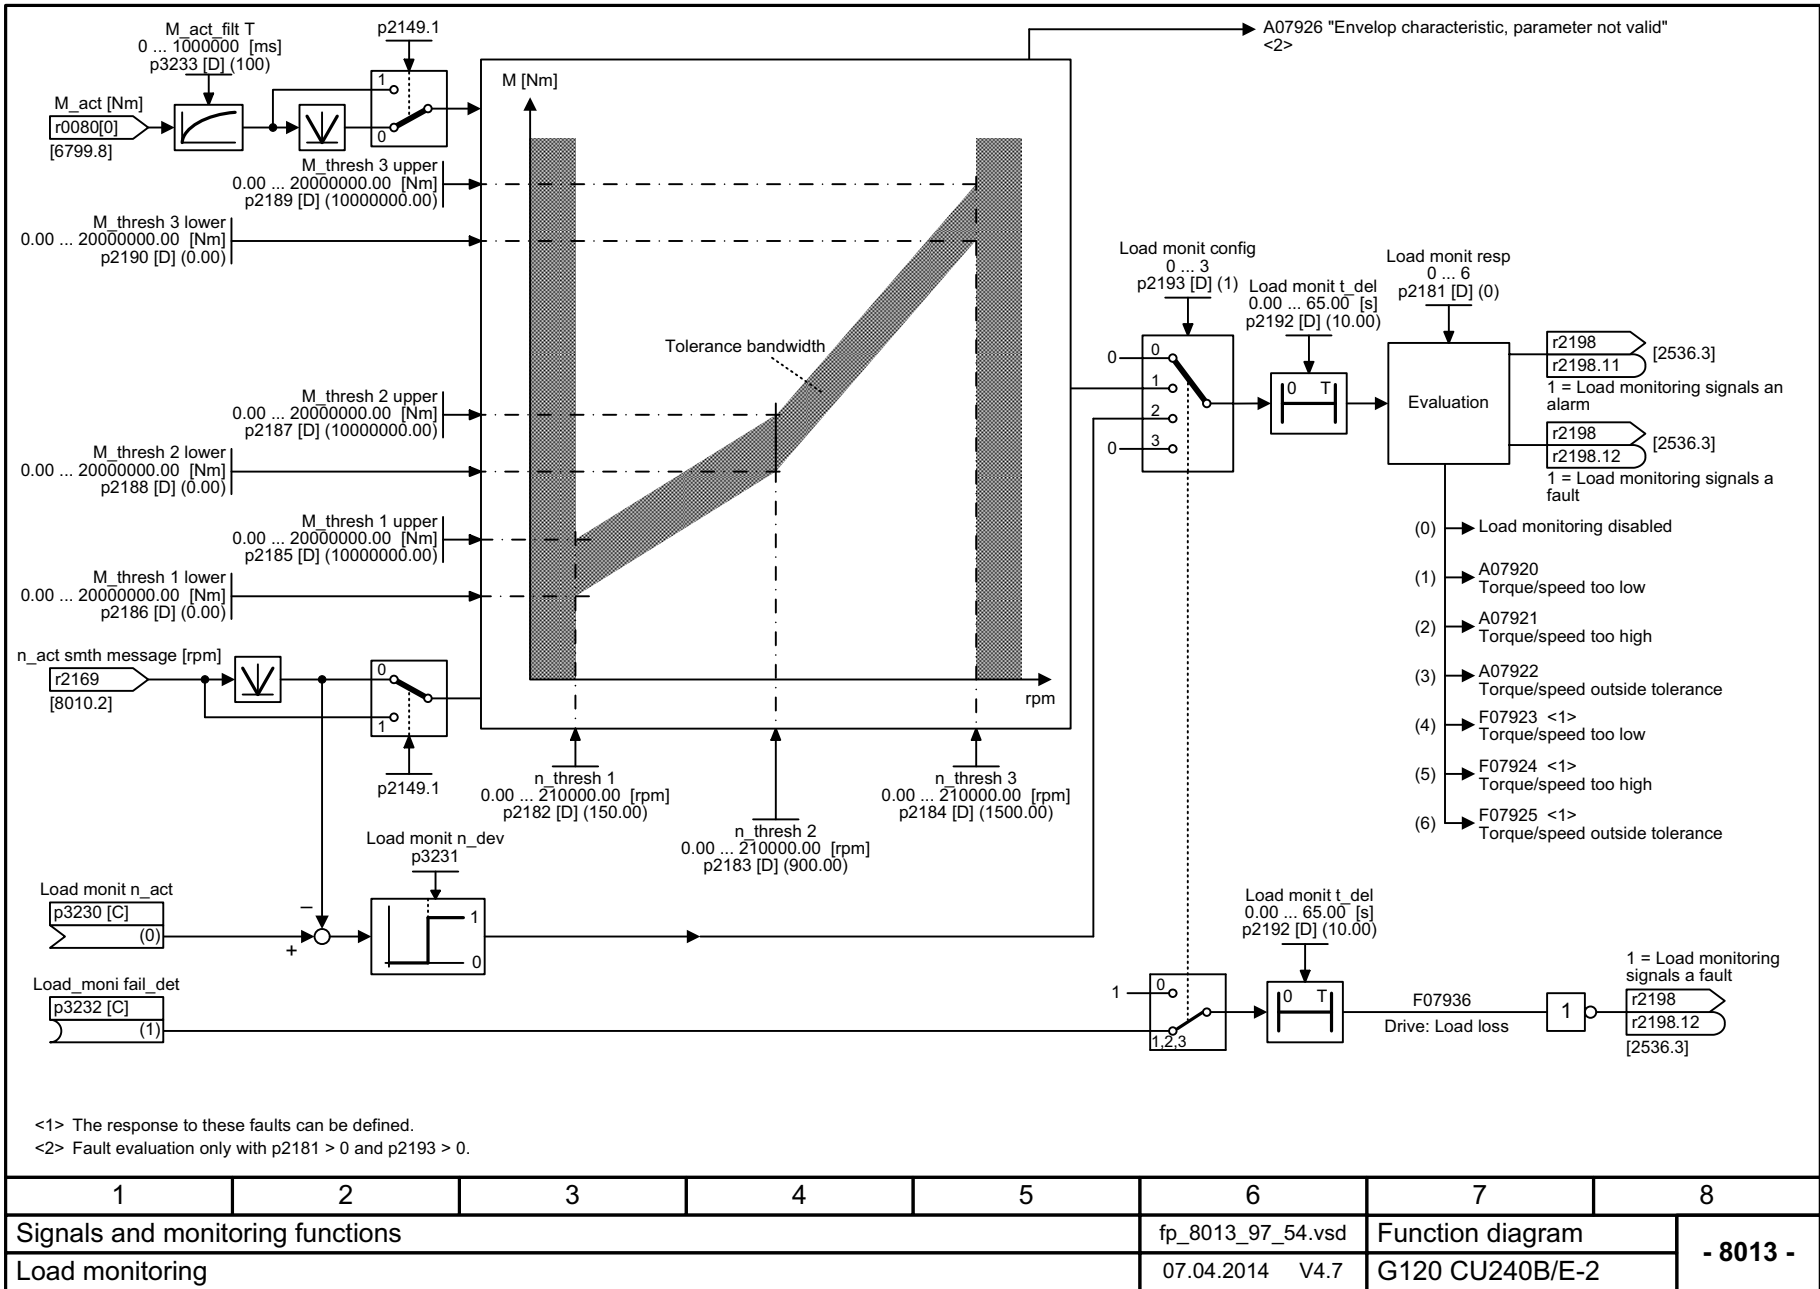 M_act_filt T
0 ... 1000000 [ms]
p3233 [D] (100)
p2149.1
A07926 "Envelop characteristic, parameter not valid"
<2>
M_act [Nm]
r0080[0]
[6799.8]
1
0
M [Nm]
M_thresh 3 upper
0.00 ... 20000000.00 [Nm]
p2189 [D] (10000000.00)
M_thresh 3 lower
0.00 ... 20000000.00 [Nm]
p2190 [D] (0.00)
Tolerance bandwidth
M_thresh 2 upper
0.00 ... 20000000.00 [Nm]
p2187 [D] (10000000.00)
M_thresh 2 lower
0.00 ... 20000000.00 [Nm]
p2188 [D] (0.00)
M_thresh 1 upper
0.00 ... 20000000.00 [Nm]
p2185 [D] (10000000.00)
M_thresh 1 lower
0.00 ... 20000000.00 [Nm]
p2186 [D] (0.00)
n_act smth message [rpm]
r2169
[8010.2]
0
1
p2149.1
rpm
n_thresh 1
0.00 ... 210000.00 [rpm]
p2182 [D] (150.00)
n_thresh 2
0.00 ... 210000.00 [rpm]
p2183 [D] (900.00)
n_thresh 3
0.00 ... 210000.00 [rpm]
p2184 [D] (1500.00)
Load monit config
0 ... 3
p2193 [D] (1)
0 0
1
2
0 3
Load monit t_del
0.00 ... 65.00 [s]
p2192 [D] (10.00)
0 T
Load monit resp
0 ... 6
p2181 [D] (0)
Evaluation
r2198
r2198.11
[2536.3]
1 = Load monitoring signals an
alarm
r2198
r2198.12
[2536.3]
1 = Load monitoring signals a
fault
(0) Load monitoring disabled
(1) A07920
Torque/speed too low
(2) A07921
Torque/speed too high
(3) A07922
Torque/speed outside tolerance
(4) F07923 <1>
Torque/speed too low
(5) F07924 <1>
Torque/speed too high
(6) F07925 <1>
Torque/speed outside tolerance
Load monit n_dev
p3231
1
0
Load monit n_act
p3230 [C]
(0)
–
+
Load_moni fail_det
p3232 [C]
(1)
1 0
1,2,3
Load monit t_del
0.00 ... 65.00 [s]
p2192 [D] (10.00)
0 T
F07936
Drive: Load loss
1
1 = Load monitoring
signals a fault
r2198
r2198.12
[2536.3]
<1> The response to these faults can be defined.
<2> Fault evaluation only with p2181 > 0 and p2193 > 0.
1 2 3 4 5 6 7 8
Signals and monitoring functions
fp_8013_97_54.vsd
Function diagram
- 8013 -
Load monitoring
07.04.2014 V4.7
G120 CU240B/E-2